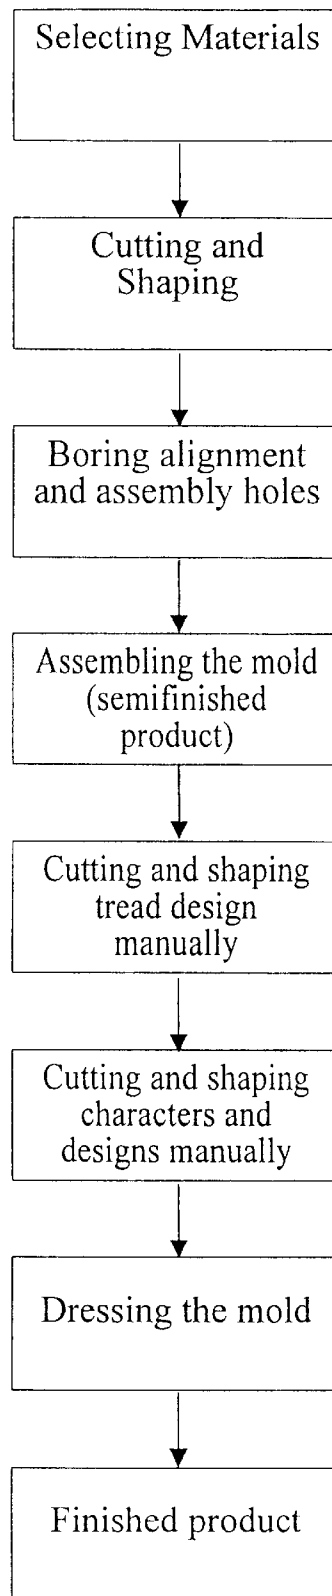 Selecting Materials
Cutting and
Shaping
Boring alignment
and assembly holes
Assembling the mold
(semifinished
product)
Cutting and shaping
tread design
manually
Cutting and shaping
characters and
designs manually
Dressing the mold
Finished product